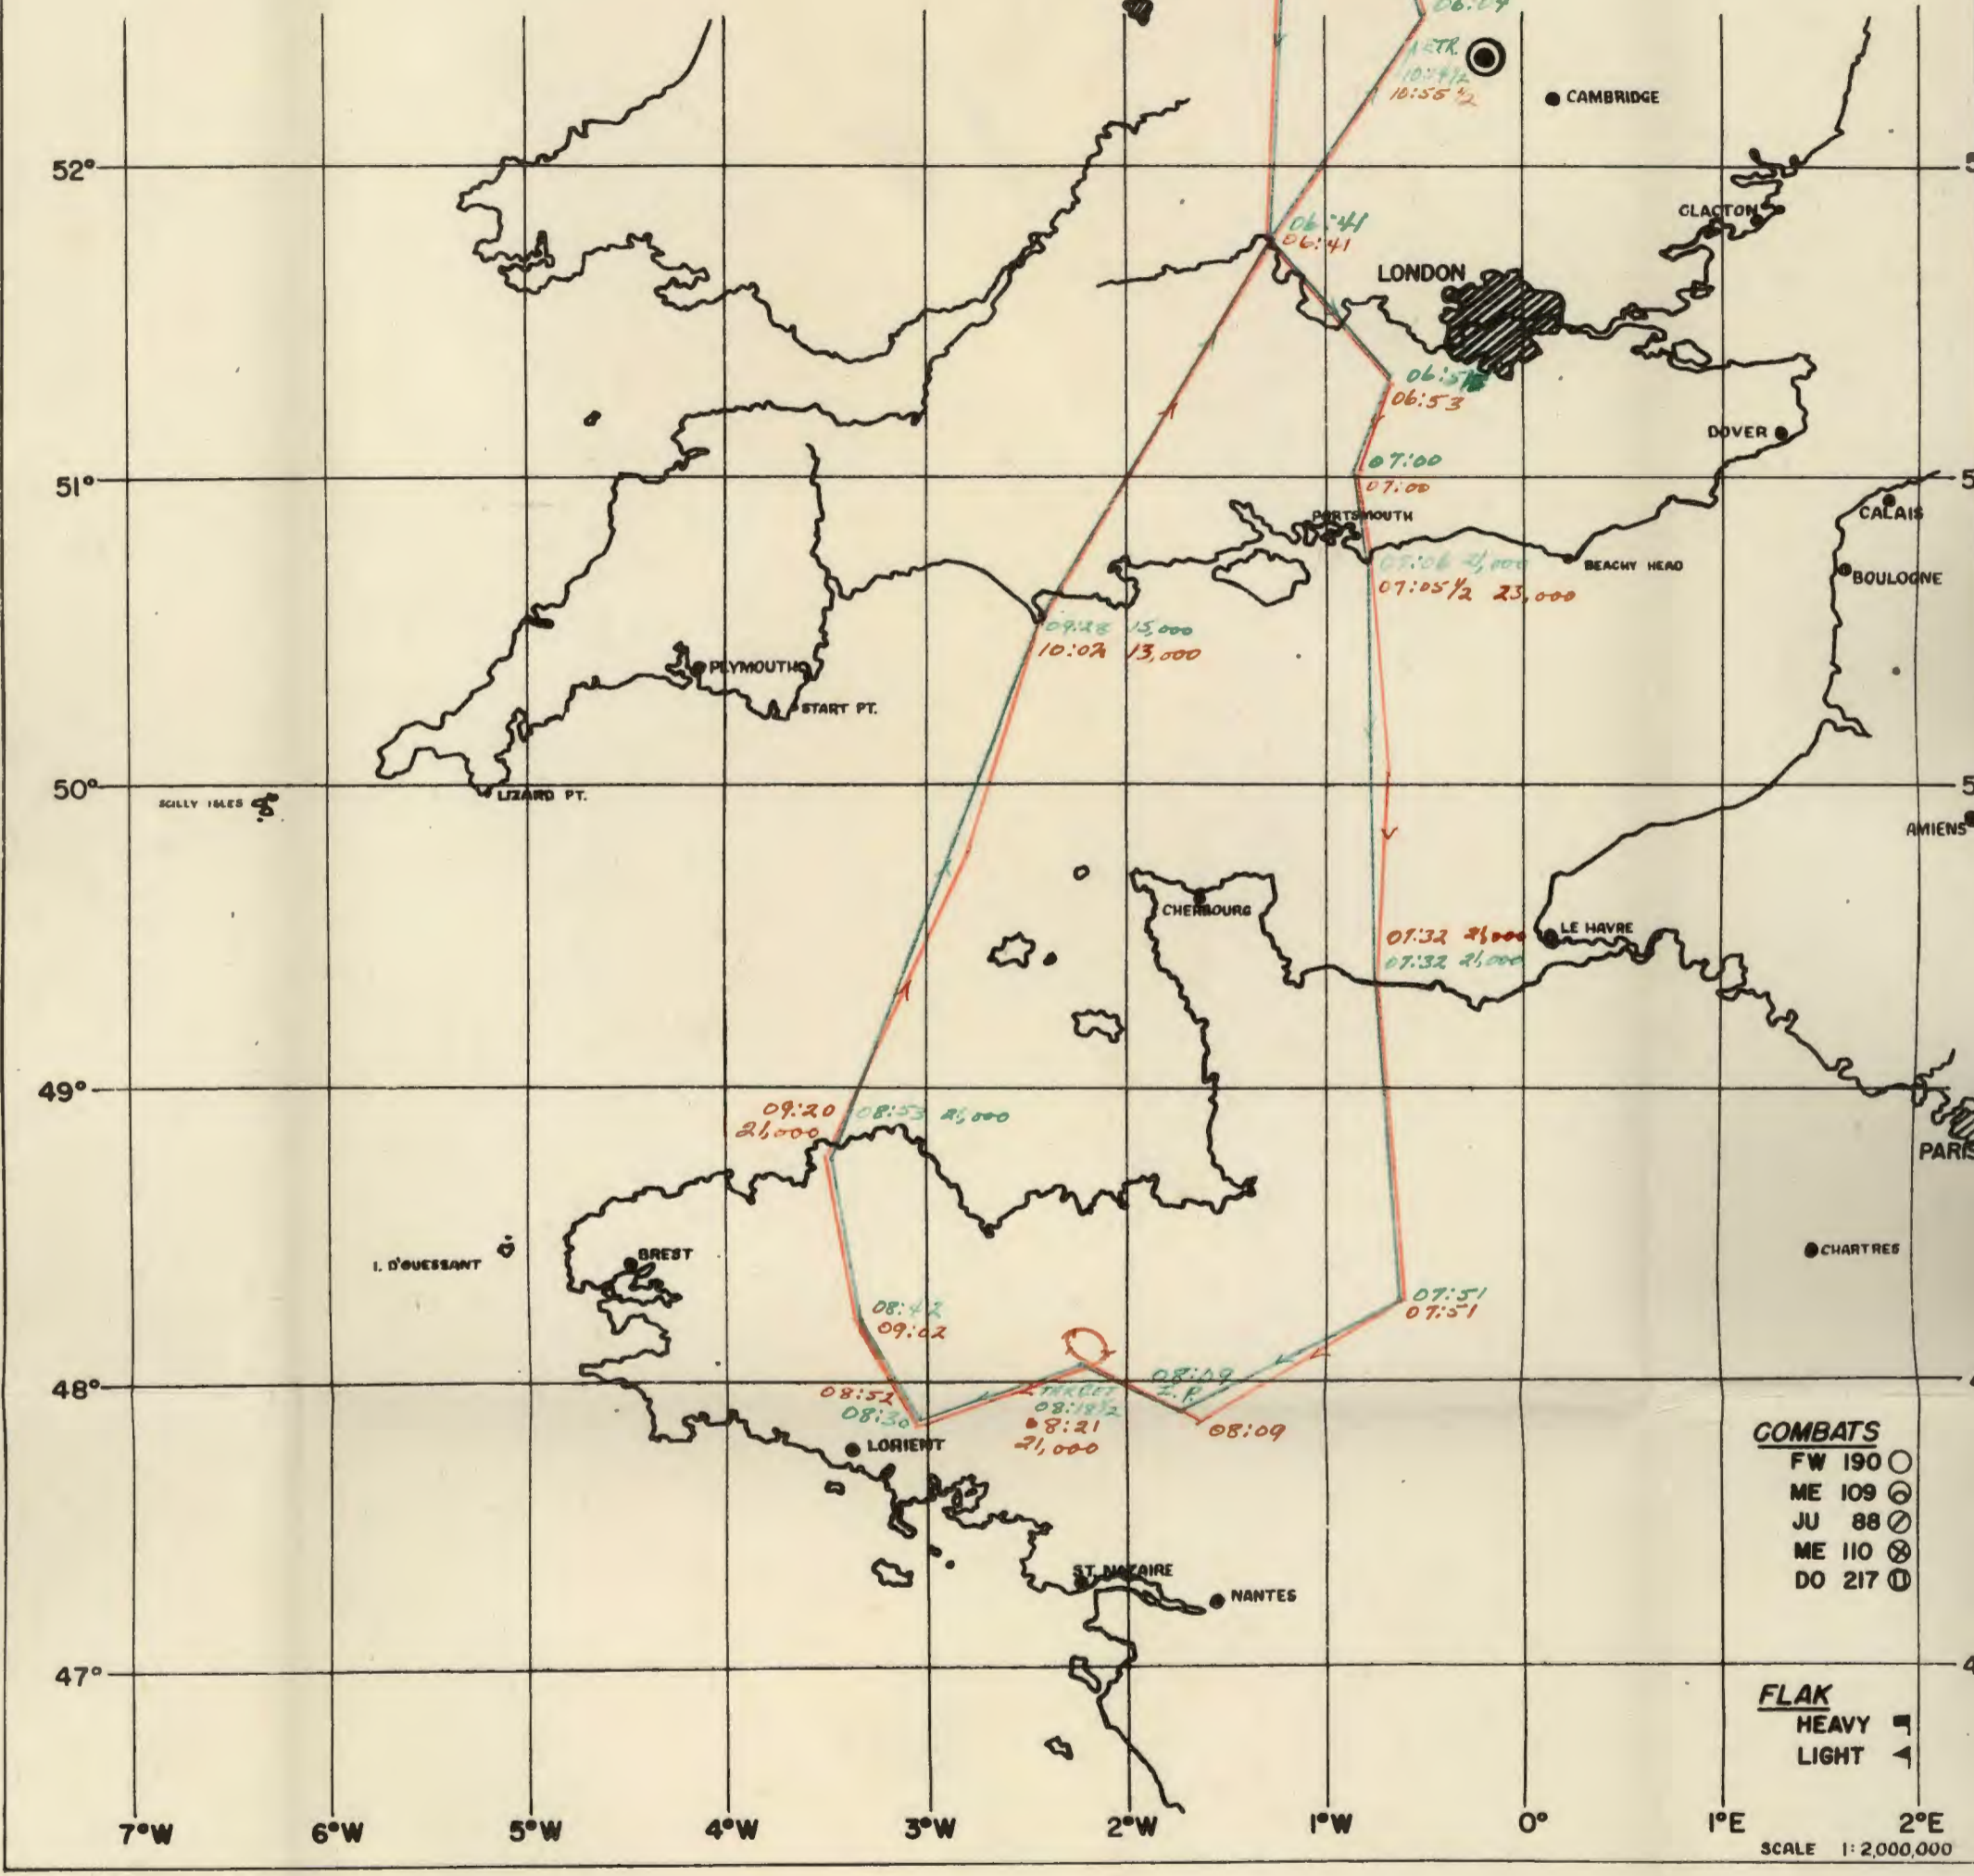 06:04
10:55 ½
CAMBRIDGE
52°
CLACTON
06:41
06:41
LONDON
06:53
DOVER
07:00
51°
07:00
CALAIS
PORTSMOUTH
21,000
BEACHY HEAD
BOULOGNE
07:05½ 23,000
09:28 15,000
10:02 13,000
PLYMOUTH
START PT.
50°
SCILLY ISLES
LIZARD PT.
AMIENS
CHERBOURG
LE HAVRE
07:32 21,000
07:32 21,000
49°
09:20
21,000
08:53 21,000
PARIS
BREST
I. D'OUESSANT
CHARTRES
07:51
07:51
08:42
09:02
08:09
I.P.
48°
08:52
08:30
TARGET
08:18½
08:21
21,000
08:09
LORIENT
COMBATS
FW 190
ME 109
JU 88
ME 110
DO 217
ST. NAZAIRE
NANTES
47°
FLAK
HEAVY
LIGHT
7°W 6°W 5°W 4°W 3°W 2°W 1°W 0° 1°E 2°E
SCALE 1:2,000,000